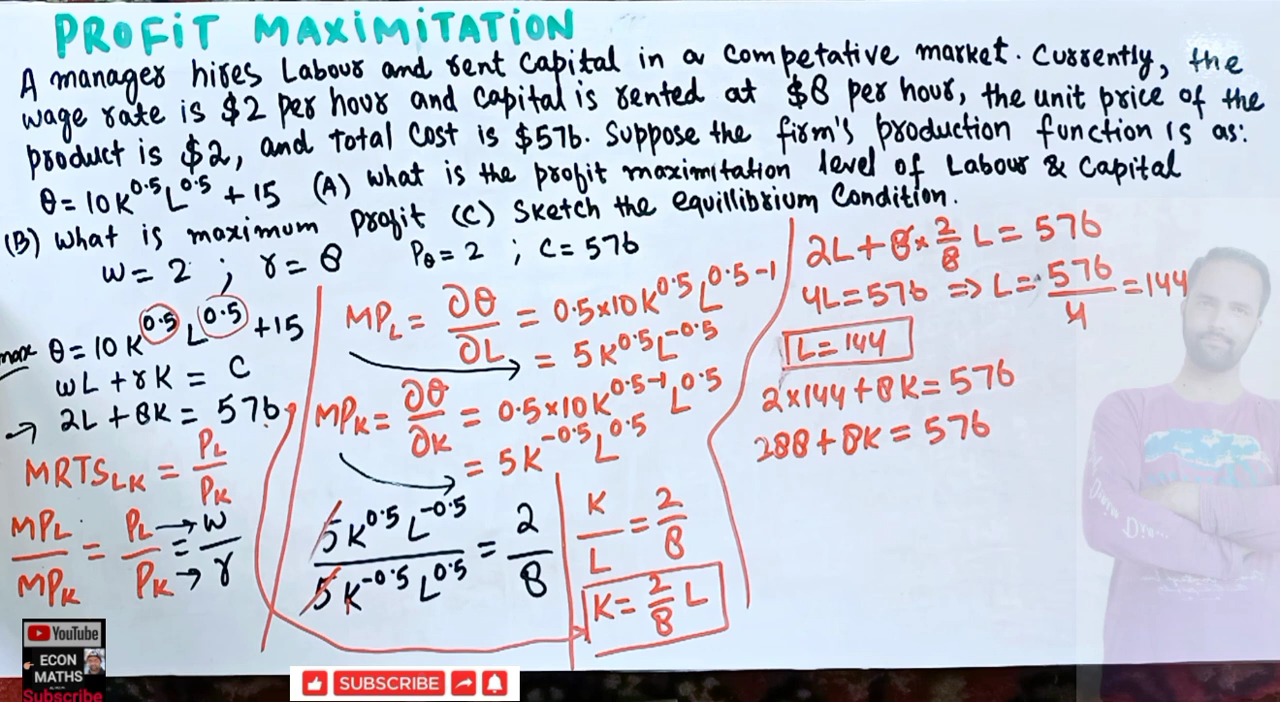 PROFIT MAXIMITATION
A manager hires Labour and rent Capital in a competative market. Currently, the
wage rate is $2 per hour and Capital is rented at $8 per hour, the unit price of the
product is $2, and total Cost is $576. Suppose the firm's production function is as:
θ = 10K^0.5 L^0.5 + 15 (A) what is the profit maximitation level of Labour & Capital
(B) What is maximum profit (C) Sketch the equillibrium Condition.
w = 2 ; r = 8 Pθ = 2 ; C = 576
max θ = 10K^0.5 L^0.5 + 15
wL + rK = C
→ 2L + 8K = 576
MRTS_LK = P_L / P_K
MP_L / MP_K = P_L / P_K = → w / → r
MP_L = ∂θ/∂L = 0.5×10K^0.5 L^0.5-1
= 5K^0.5 L^-0.5
MP_K = ∂θ/∂K = 0.5×10K^0.5-1 L^0.5
= 5K^-0.5 L^0.5
5K^0.5 L^-0.5 / 5K^-0.5 L^0.5 = 2/8
K/L = 2/8
K = 2/8 L
2L + 8×2/8 L = 576
4L = 576 => L = 576/4 = 144
L = 144
2×144 + 8K = 576
288 + 8K = 576
YouTube
ECON
MATHS
Subscribe
SUBSCRIBE